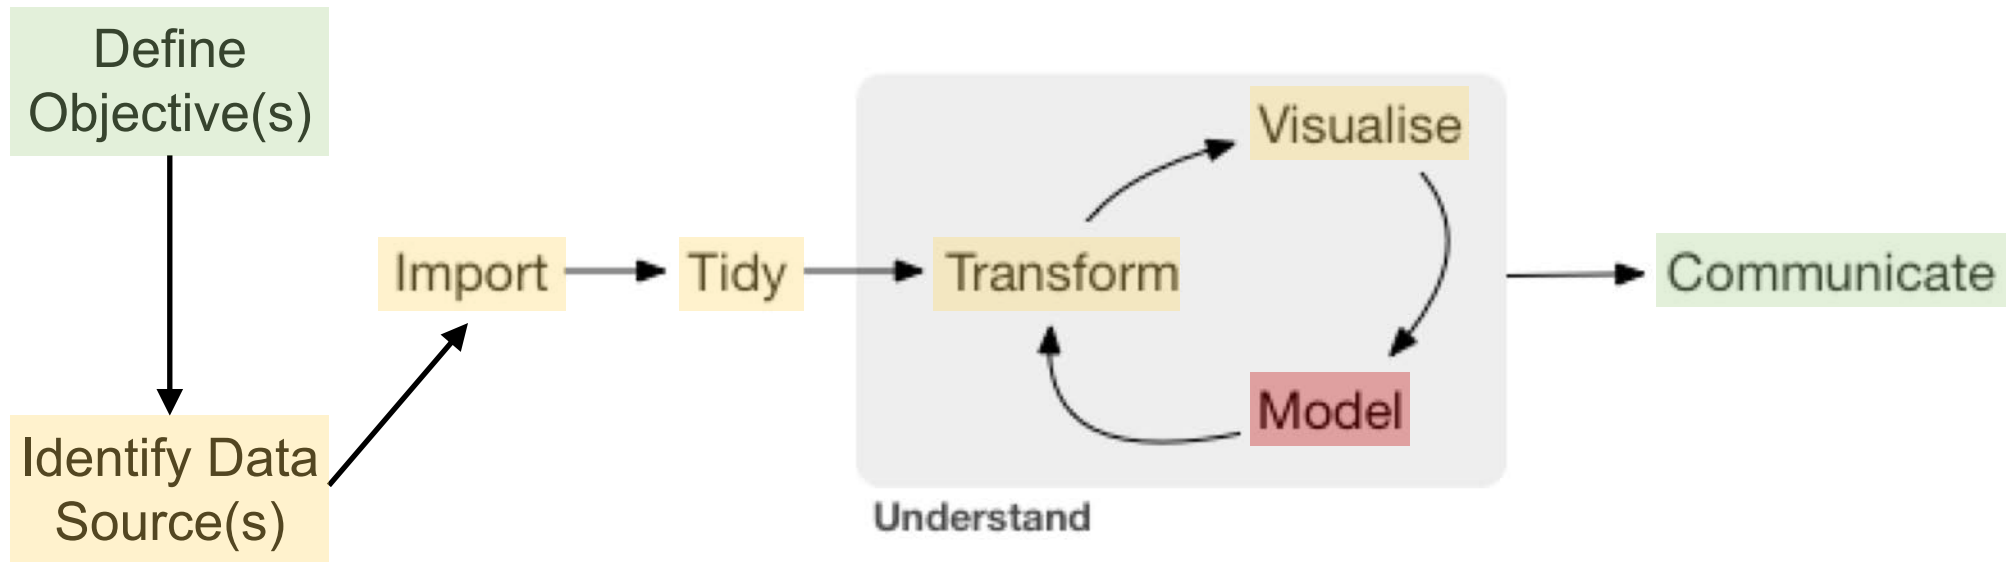 Define
Objective(s)
Identify Data
Source(s)
Import
Tidy
Transform
Visualise
Model
Understand
Communicate